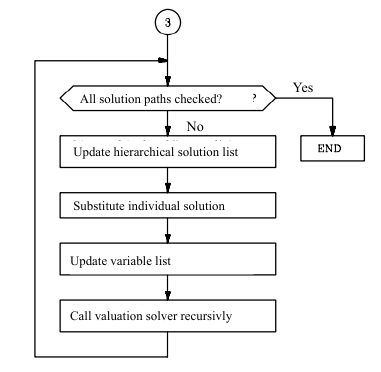 3
All solution paths checked? ?
Yes
No
Update hierarchical solution list
END
Substitute individual solution
Update variable list
Call valuation solver recursivly